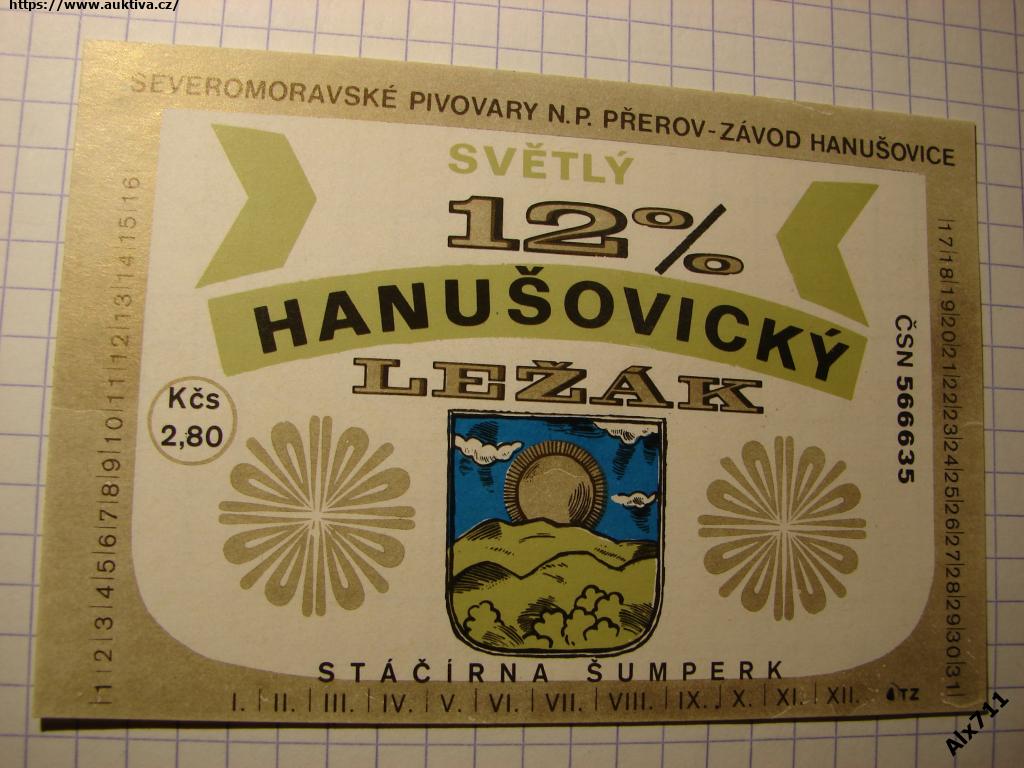 https://www.auktiva.cz/
SEVEROMORAVSKÉ PIVOVARY N.P. PŘEROV-ZÁVOD HANUŠOVICE
SVĚTLÝ
12%
HANUŠOVICKÝ
LEŽÁK
Kčs
2,80
ČSN 566635
1|2|3|4|5|6|7|8|9|10|11|12|13|14|15|16
|17|18|19|20|21|22|23|24|25|26|27|28|29|30|31|
STÁČÍRNA ŠUMPERK
I. | II. | III. | IV. | V. | VI. | VII. | VIII. | IX. | X. | XI. | XII.
TZ
Alx711